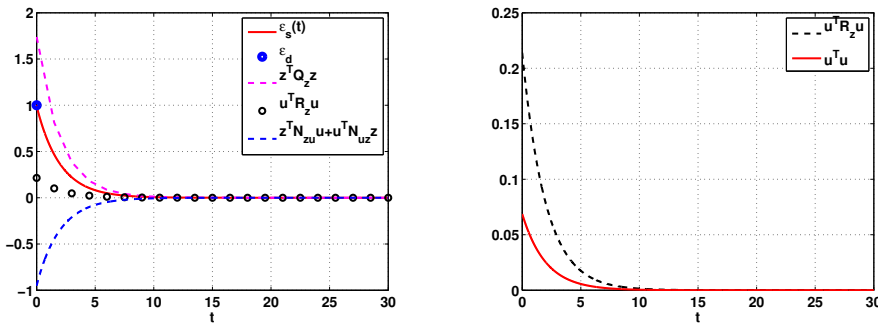 2
1.5
1
0.5
0
−0.5
−1
0 5 10 15 20 25 30
t
ε_s(t)
ε_d
z^T Q_z z
u^T R_z u
z^T N_zu u+u^T N_uz z
0.25
0.2
0.15
0.1
0.05
0
0 5 10 15 20 25 30
t
u^T R_z u
u^T u